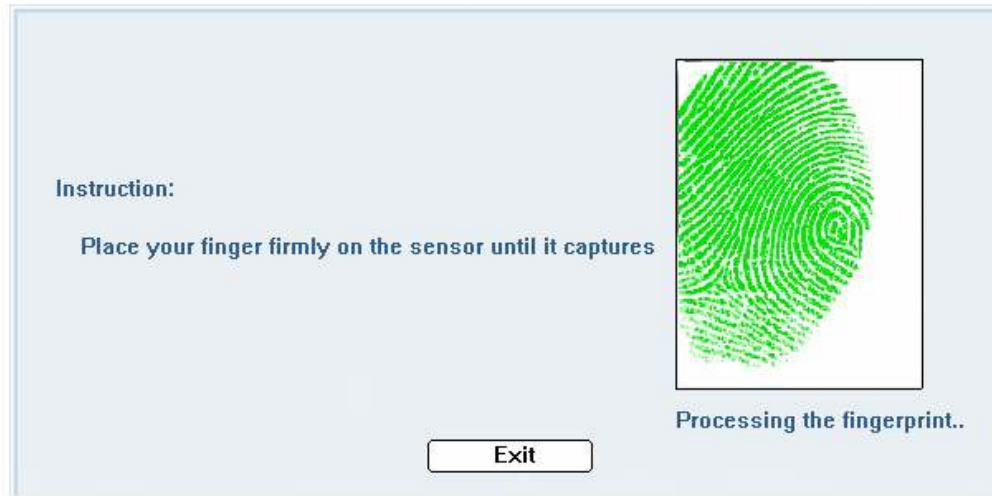 Instruction:
Place your finger firmly on the sensor until it captures
Processing the fingerprint..
Exit